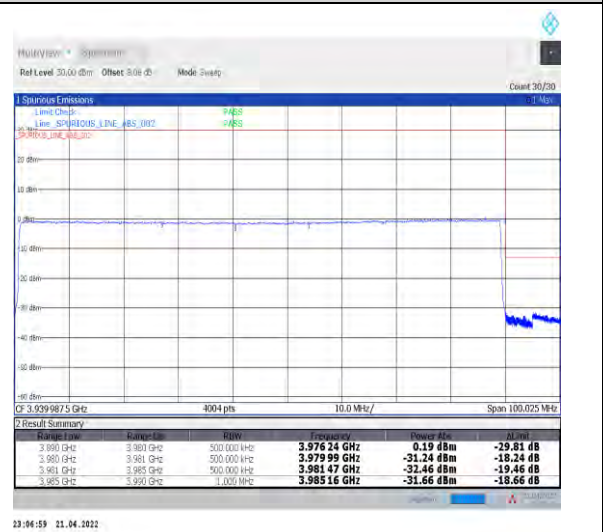 MultiView Spectrum
Ref Level 30.00 dBm Offset 3.08 dB Mode Sweep
Count 30/30
1 Spurious Emissions
Limit Check PASS
Line _SPURIOUS_LINE_ABS_002 PASS
_SPURIOUS_LINE_ABS_002
20 dBm
10 dBm
0 dBm
-10 dBm
-20 dBm
-30 dBm
-40 dBm
-50 dBm
-60 dBm
CF 3.9399875 GHz 4004 pts 10.0 MHz/ Span 100.025 MHz
2 Result Summary
Range Low Range Up RBW Frequency Power Abs ΔLimit
3.890 GHz 3.980 GHz 500.000 kHz 3.976 24 GHz 0.19 dBm -29.81 dB
3.980 GHz 3.981 GHz 500.000 kHz 3.979 99 GHz -31.24 dBm -18.24 dB
3.981 GHz 3.985 GHz 500.000 kHz 3.981 47 GHz -32.46 dBm -19.46 dB
3.985 GHz 3.990 GHz 1.000 MHz 3.985 16 GHz -31.66 dBm -18.66 dB
23:06:59 21.04.2022